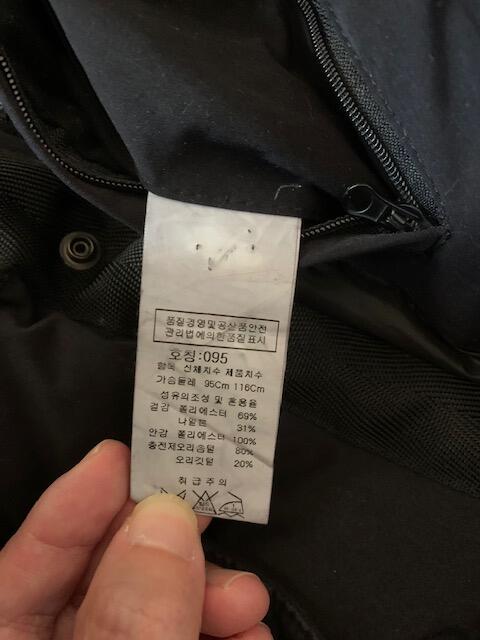 품질경영및공산품안전
관리법에의한품질표시
호칭:095
항목 신체치수 제품치수
가슴둘레 95Cm 116Cm
섬유의조성 및 혼용율
겉감 폴리에스터 69%
나일론 31%
안감 폴리에스터 100%
충전재오리솜털 80%
오리깃털 20%
취급주의